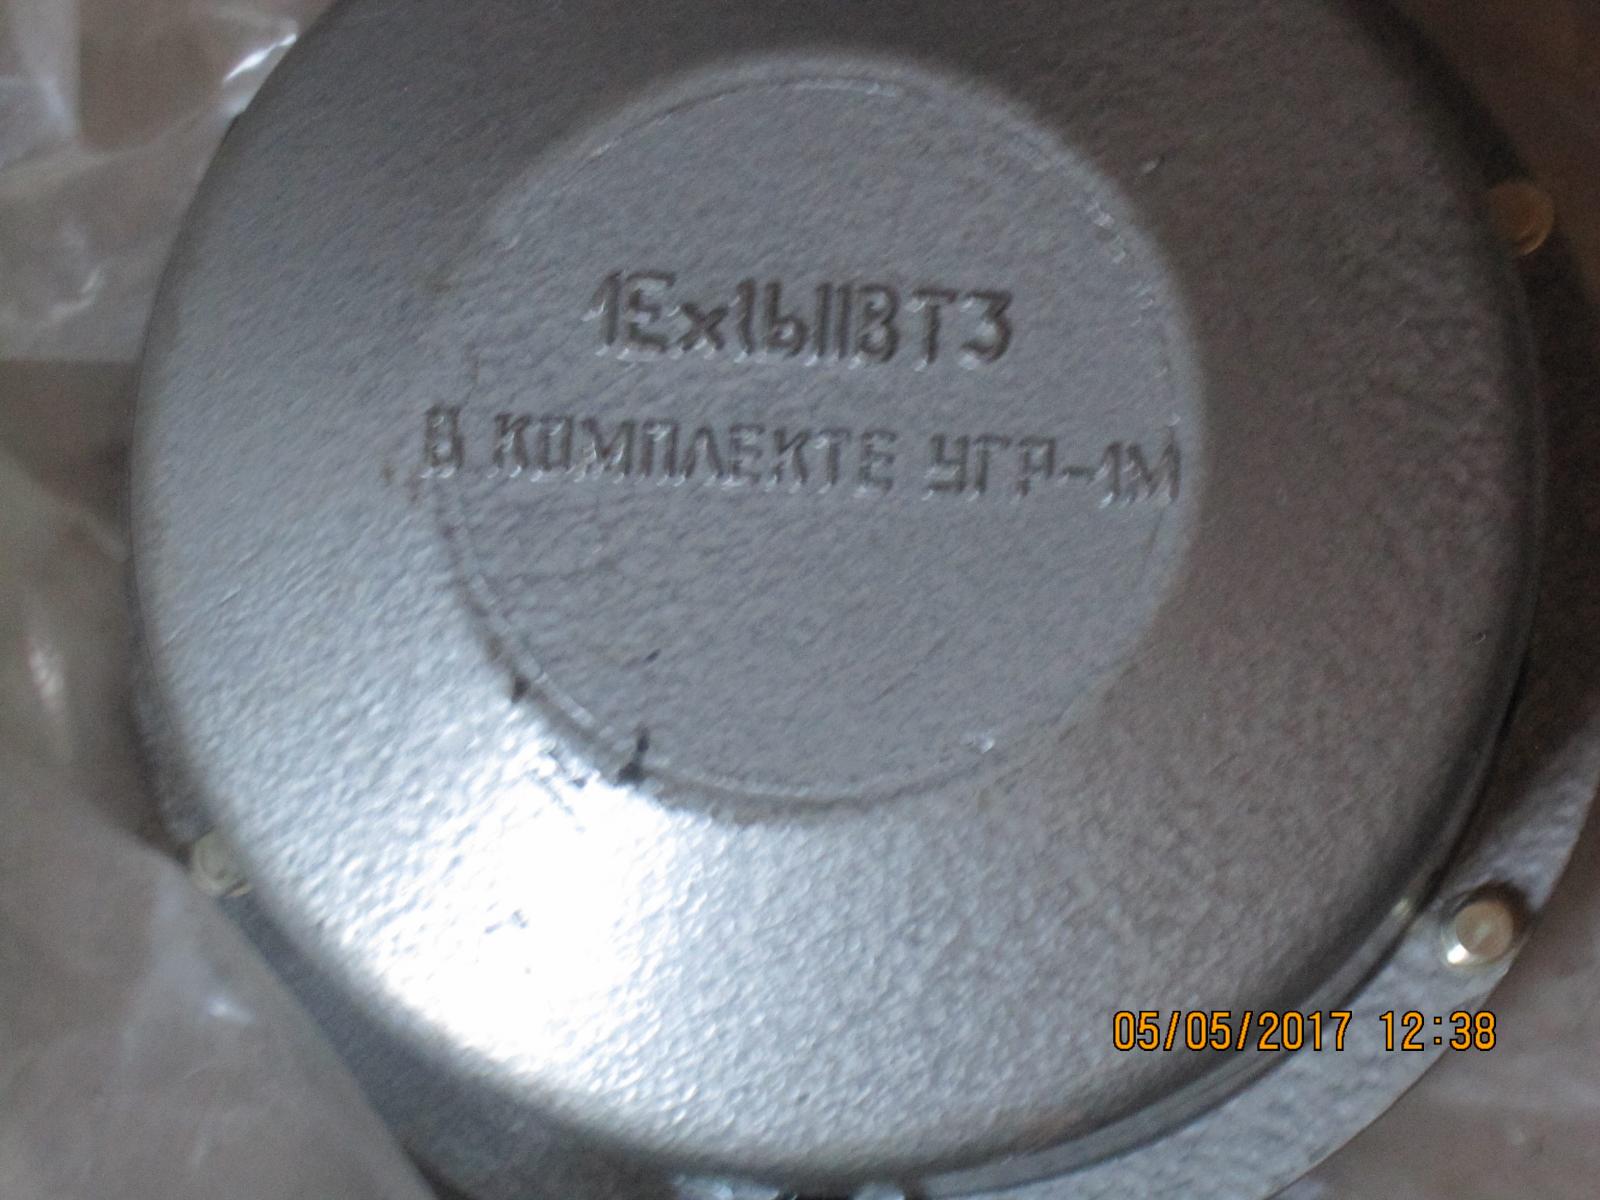 1ExibIIBT3
В КОМПЛЕКТЕ УГР-1М
05/05/2017 12:38